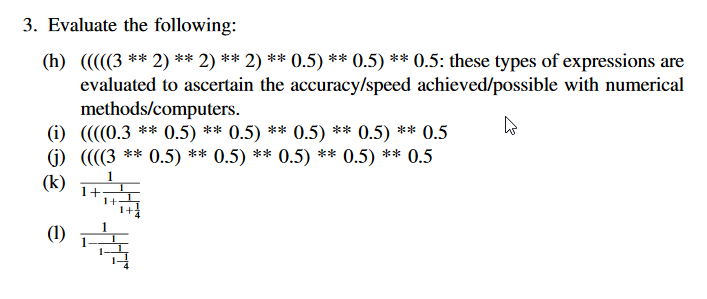 3. Evaluate the following:
(h) (((((3 ** 2) ** 2) ** 2) ** 0.5) ** 0.5) ** 0.5: these types of expressions are
evaluated to ascertain the accuracy/speed achieved/possible with numerical
methods/computers.
(i) ((((0.3 ** 0.5) ** 0.5) ** 0.5) ** 0.5) ** 0.5
(j) ((((3 ** 0.5) ** 0.5) ** 0.5) ** 0.5) ** 0.5
(k) \frac{1}{1+\frac{1}{1+\frac{1}{1+\frac{1}{4}}}}
(l) \frac{1}{1-\frac{1}{1-\frac{1}{1-\frac{1}{4}}}}